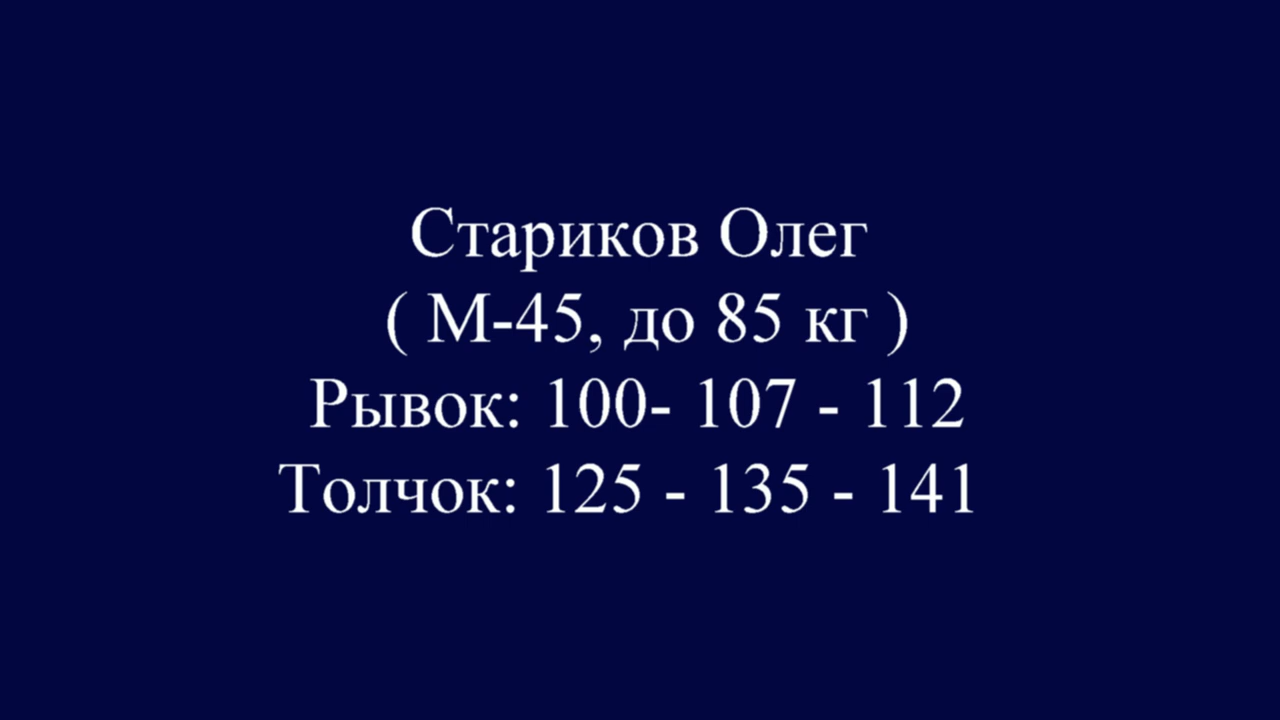 Стариков Олег
( М-45, до 85 кг )
Рывок: 100- 107 - 112
Толчок: 125 - 135 - 141